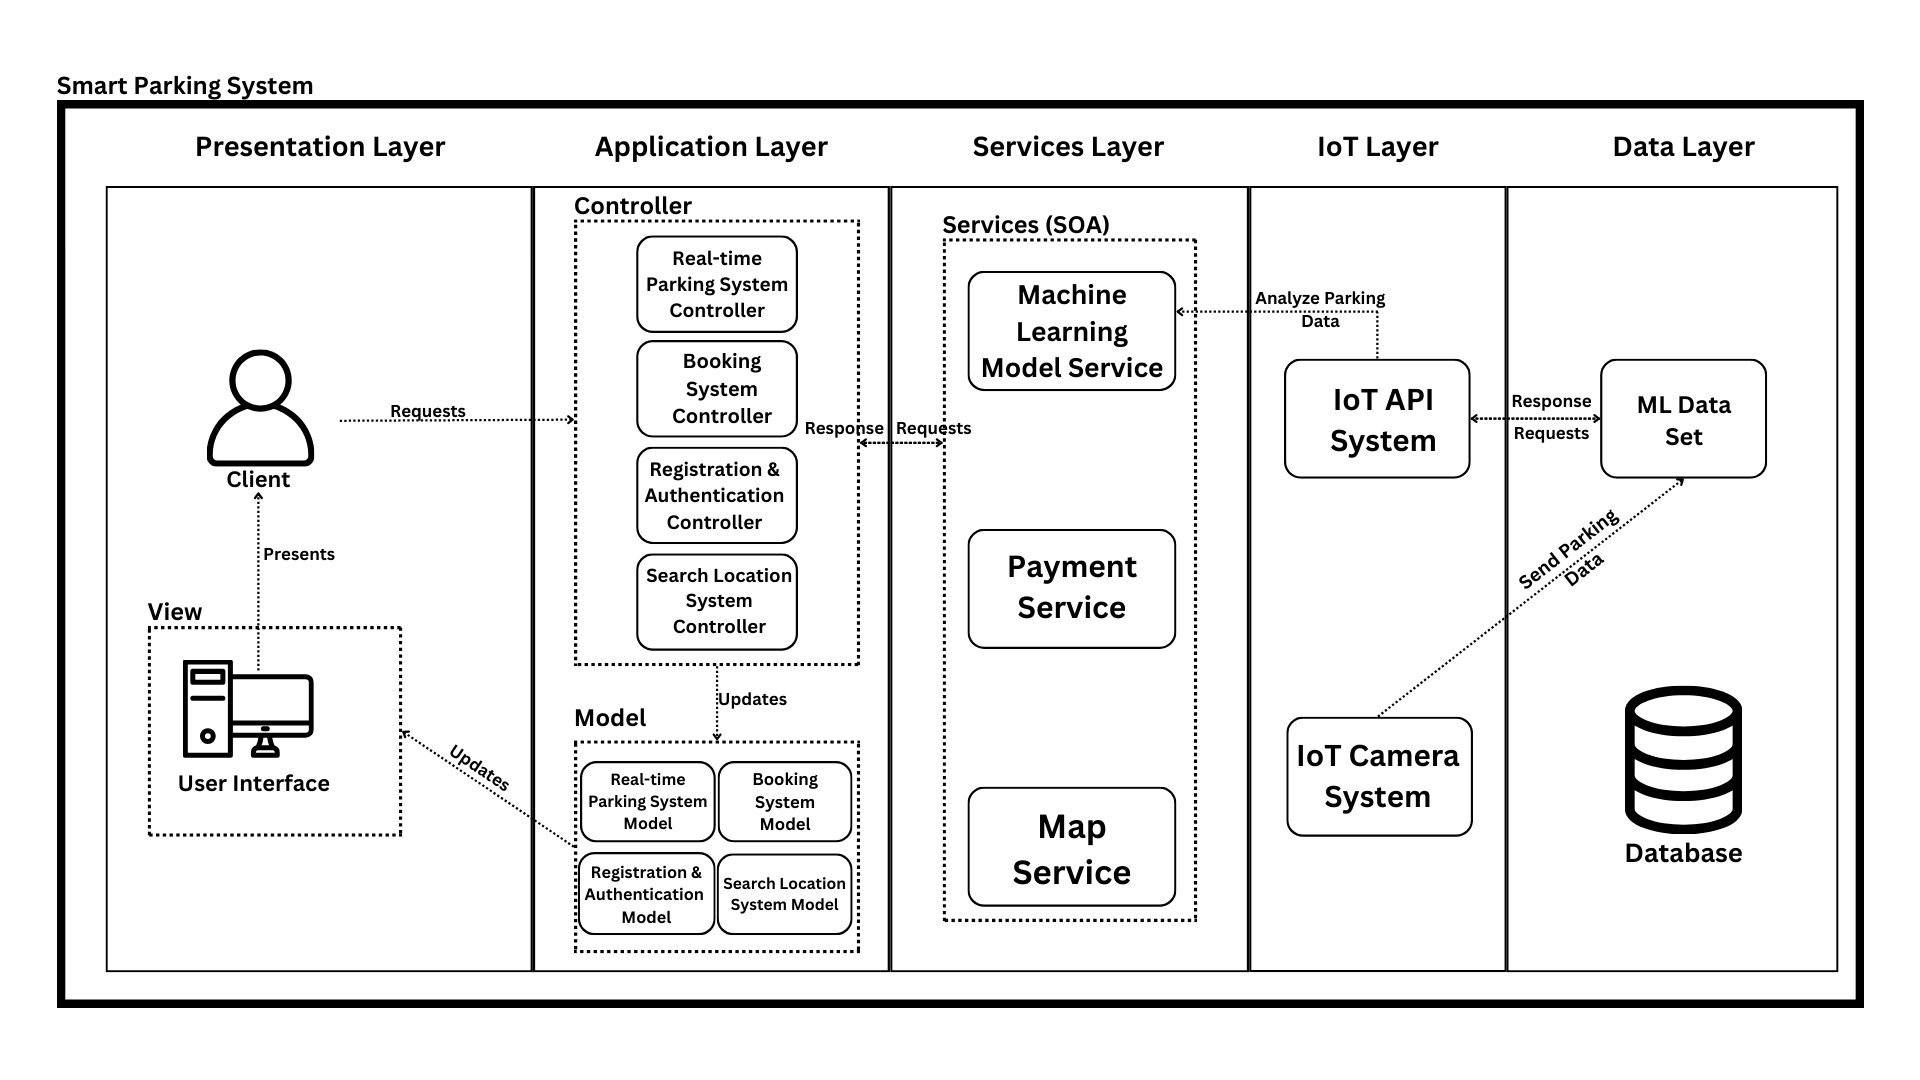 Smart Parking System
Presentation Layer
Application Layer
Services Layer
IoT Layer
Data Layer
Client
Requests
Presents
View
User Interface
Updates
Controller
Real-time
Parking System
Controller
Booking
System
Controller
Registration &
Authentication
Controller
Search Location
System
Controller
Updates
Model
Real-time
Parking System
Model
Booking
System
Model
Registration &
Authentication
Model
Search Location
System Model
Response
Requests
Services (SOA)
Machine
Learning
Model Service
Payment
Service
Map
Service
Analyze Parking
Data
IoT API
System
IoT Camera
System
Response
Requests
Send Parking
Data
ML Data
Set
Database